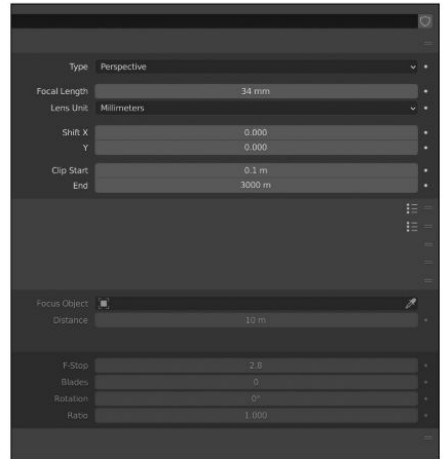 Type Perspective
Focal Length 34 mm
Lens Unit Millimeters
Shift X 0.000
Y 0.000
Clip Start 0.1 m
End 3000 m
Focus Object
Distance 10 m
F-Stop 2.8
Blades 0
Rotation 0°
Ratio 1.000